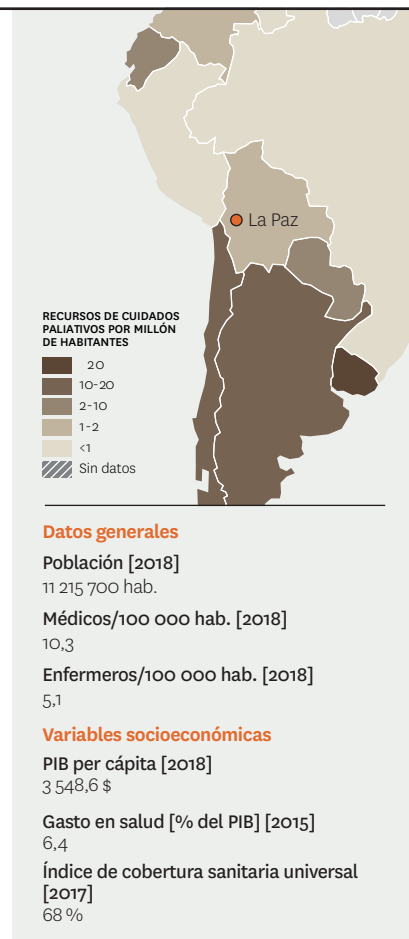 La Paz
RECURSOS DE CUIDADOS
PALIATIVOS POR MILLÓN
DE HABITANTES
20
10-20
2-10
1-2
<1
Sin datos
Datos generales
Población [2018]
11 215 700 hab.
Médicos/100 000 hab. [2018]
10,3
Enfermeros/100 000 hab. [2018]
5,1
Variables socioeconómicas
PIB per cápita [2018]
3 548,6 $
Gasto en salud [% del PIB] [2015]
6,4
Índice de cobertura sanitaria universal
[2017]
68 %